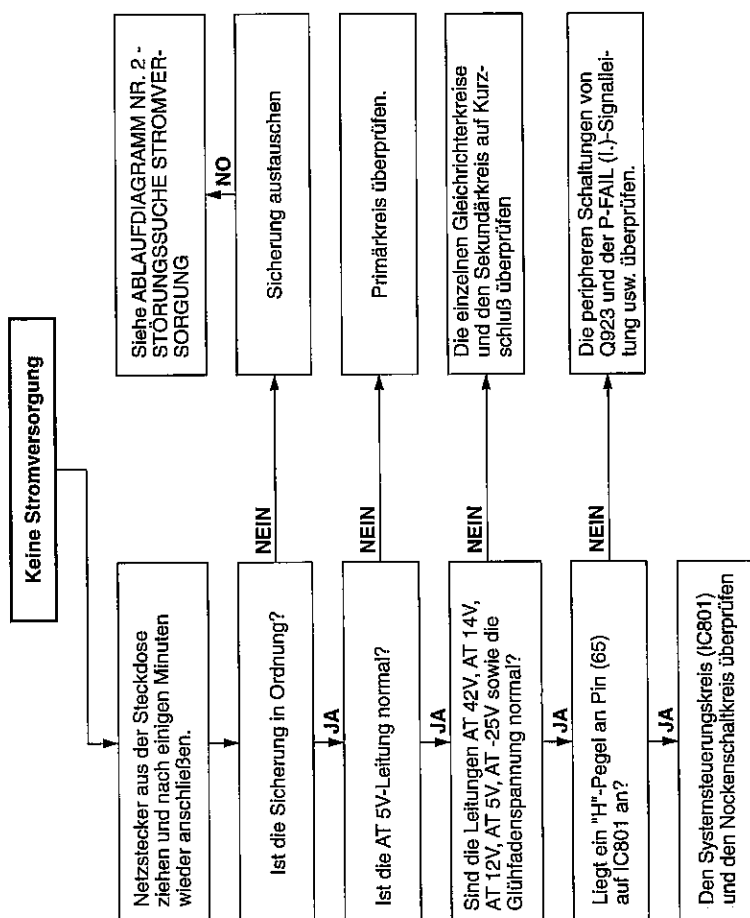 Keine Stromversorgung
Netzstecker aus der Steckdose
ziehen und nach einigen Minuten
wieder anschließen.
Siehe ABLAUFDIAGRAMM NR. 2 -
STÖRUNGSSUCHE STROMVER-
SORGUNG
NO
Ist die Sicherung in Ordnung?
NEIN
Sicherung austauschen
JA
Ist die AT 5V-Leitung normal?
NEIN
Primärkreis überprüfen.
JA
Sind die Leitungen AT 42V, AT 14V,
AT 12V, AT 5V, AT -25V sowie die
Glühfadenspannung normal?
NEIN
Die einzelnen Gleichrichterkreise
und den Sekundärkreis auf Kurz-
schluß überprüfen
JA
Liegt ein "H"-Pegel an Pin (65)
auf IC801 an?
NEIN
Die peripheren Schaltungen von
Q923 und der P-FAIL (l.)-Signallei-
tung usw. überprüfen.
JA
Den Systemsteuerungskreis (IC801)
und den Nockenschaltkreis überprüfen